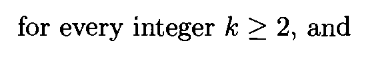 for every integer k ≥ 2, and